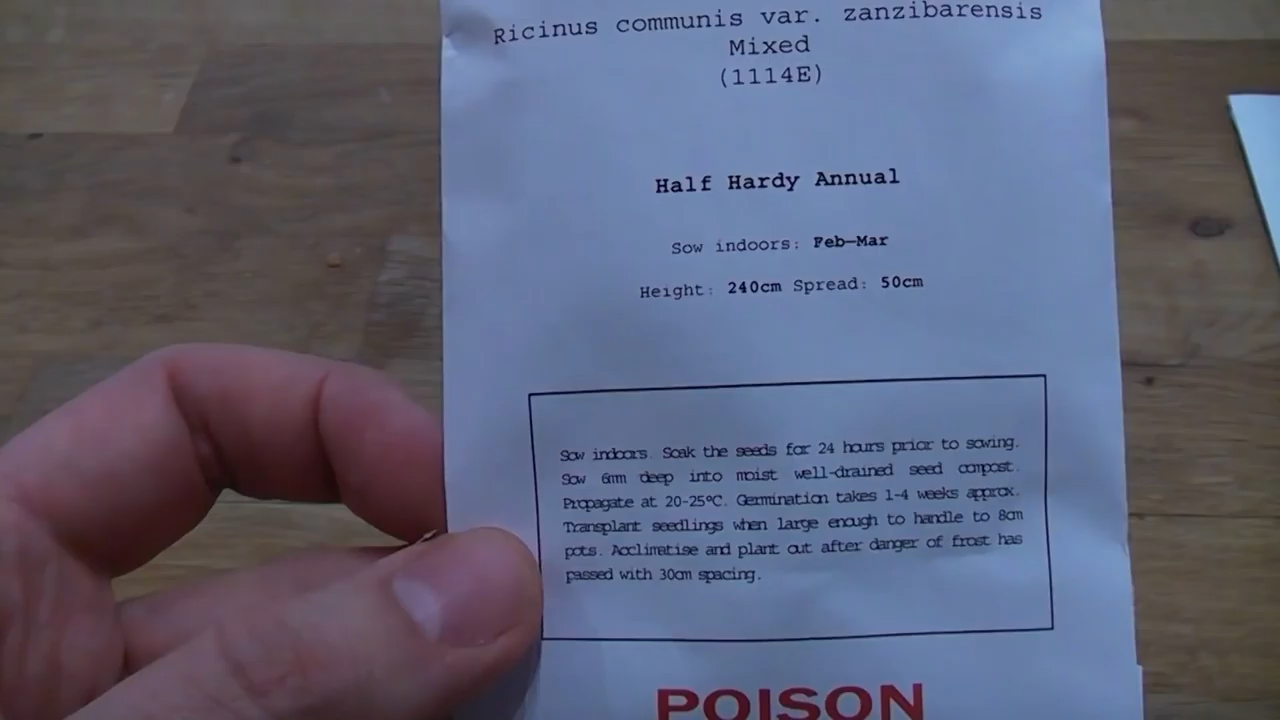 Ricinus communis var. zanzibarensis
Mixed
(1114E)
Half Hardy Annual
Sow indoors: Feb—Mar
Height: 240cm Spread: 50cm
Sow indoors. Soak the seeds for 24 hours prior to sowing.
Sow 6mm deep into moist well-drained seed compost.
Propagate at 20-25°C. Germination takes 1-4 weeks approx.
Transplant seedlings when large enough to handle to 8cm
pots. Acclimatise and plant out after danger of frost has
passed with 30cm spacing.
POISON